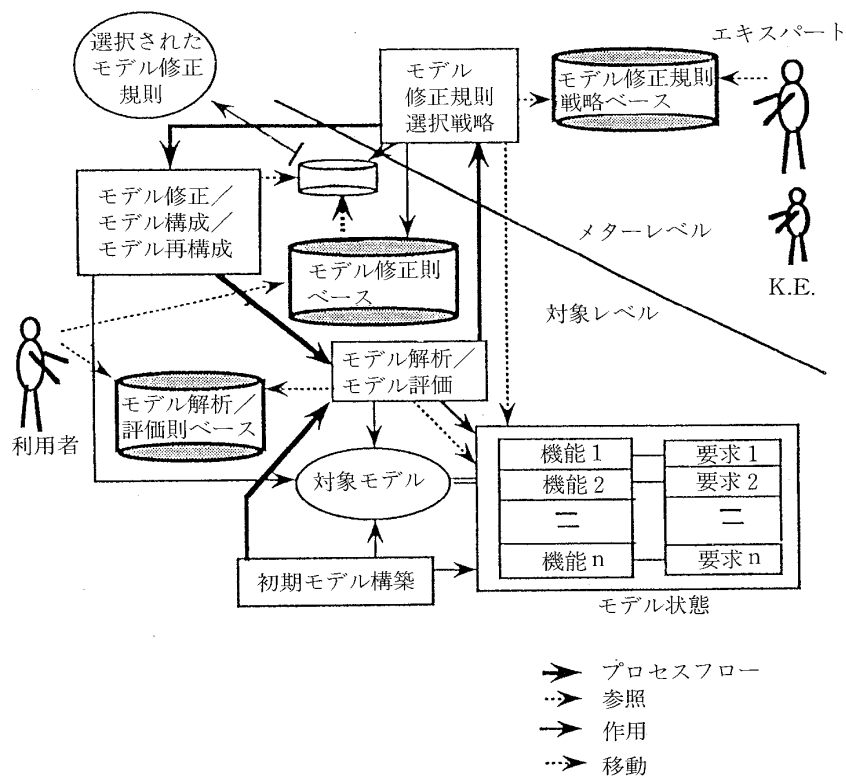 選択された
モデル修正
規則
モデル
修正規則
選択戦略
モデル修正規則
戦略ベース
エキスパート
K.E.
メターレベル
対象レベル
モデル修正／
モデル構成／
モデル再構成
モデル修正則
ベース
利用者
モデル解析／
評価則ベース
モデル解析／
モデル評価
対象モデル
初期モデル構築
機能1
要求1
機能2
要求2
機能n
要求n
モデル状態
プロセスフロー
参照
作用
移動